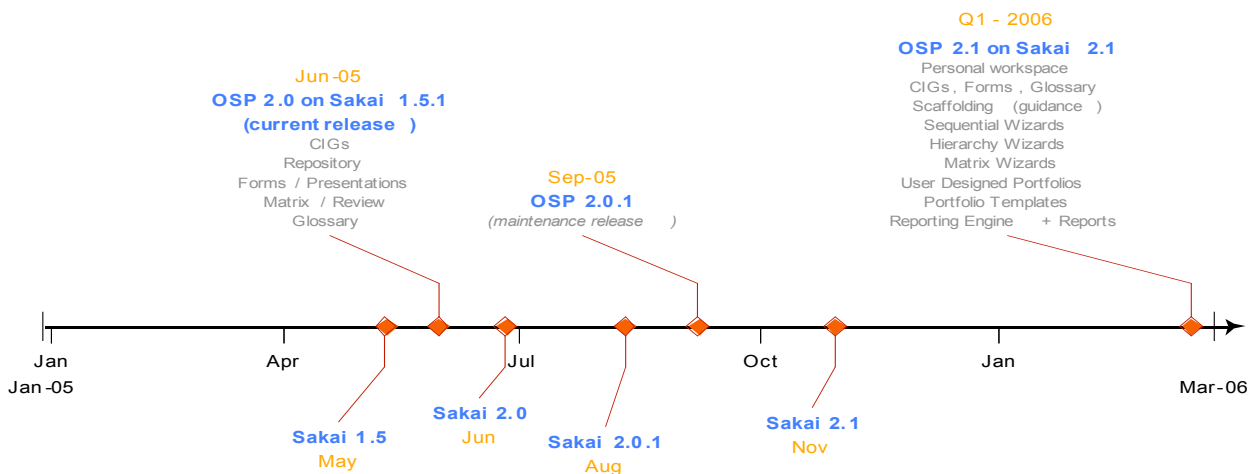 Q1 - 2006
OSP 2.1 on Sakai 2.1
Personal workspace
CIGs, Forms, Glossary
Scaffolding (guidance )
Sequential Wizards
Hierarchy Wizards
Matrix Wizards
User Designed Portfolios
Portfolio Templates
Reporting Engine + Reports
Jun-05
OSP 2.0 on Sakai 1.5.1
(current release )
CIGs
Repository
Forms / Presentations
Matrix / Review
Glossary
Sep-05
OSP 2.0.1
(maintenance release )
Jan
Apr
Jul
Oct
Jan
Jan-05
Mar-06
Sakai 1.5
May
Sakai 2.0
Jun
Sakai 2.0.1
Aug
Sakai 2.1
Nov